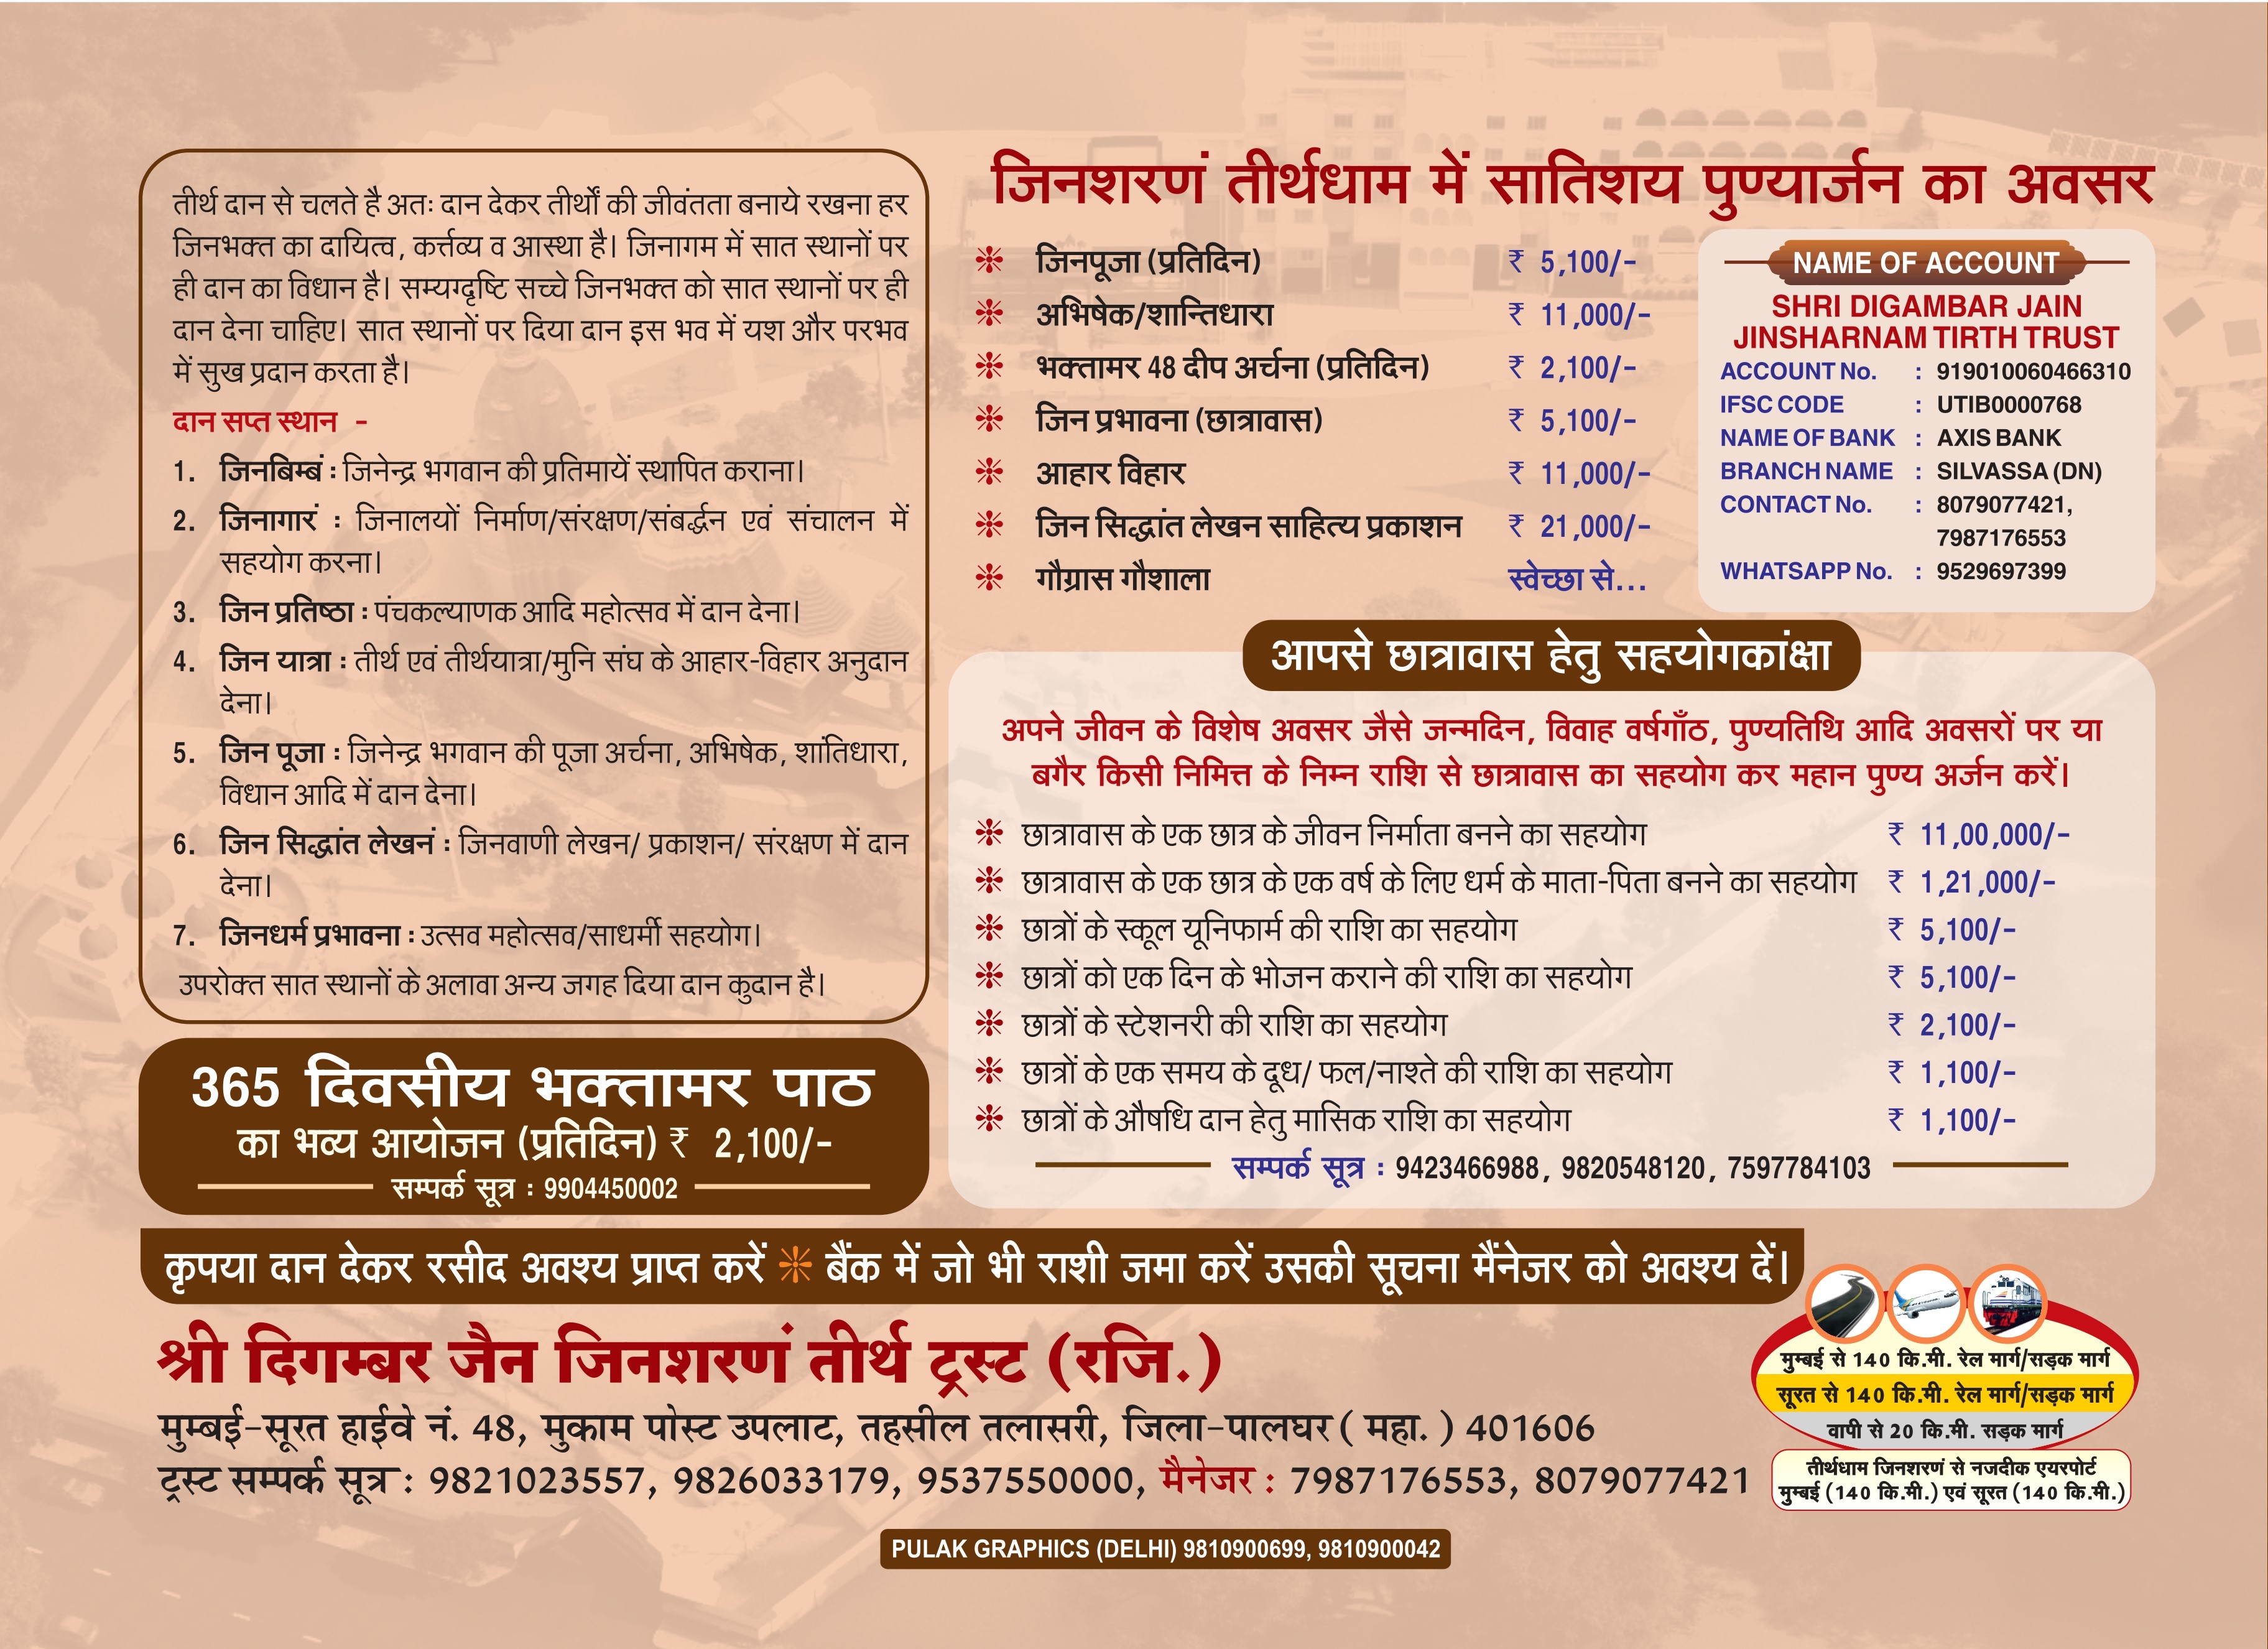 तीर्थ दान से चलते है अतः दान देकर तीर्थों की जीवंतता बनाये रखना हर
जिनभक्त का दायित्व, कर्त्तव्य व आस्था है। जिनागम में सात स्थानों पर
ही दान का विधान है। सम्यग्दृष्टि सच्चे जिनभक्त को सात स्थानों पर ही
दान देना चाहिए। सात स्थानों पर दिया दान इस भव में यश और परभव
में सुख प्रदान करता है।
दान सप्त स्थान -
1. जिनबिम्बं : जिनेन्द्र भगवान की प्रतिमायें स्थापित कराना।
2. जिनागारं : जिनालयों निर्माण/संरक्षण/संबर्द्धन एवं संचालन में
सहयोग करना।
3. जिन प्रतिष्ठा : पंचकल्याणक आदि महोत्सव में दान देना।
4. जिन यात्रा : तीर्थ एवं तीर्थयात्रा/मुनि संघ के आहार-विहार अनुदान
देना।
5. जिन पूजा : जिनेन्द्र भगवान की पूजा अर्चना, अभिषेक, शांतिधारा,
विधान आदि में दान देना।
6. जिन सिद्धांत लेखनं : जिनवाणी लेखन/ प्रकाशन/ संरक्षण में दान
देना।
7. जिनधर्म प्रभावना : उत्सव महोत्सव/साधर्मी सहयोग।
उपरोक्त सात स्थानों के अलावा अन्य जगह दिया दान कुदान है।
365 दिवसीय भक्तामर पाठ
का भव्य आयोजन (प्रतिदिन) ₹ 2,100/-
सम्पर्क सूत्र : 9904450002
जिनशरणं तीर्थधाम में सातिशय पुण्यार्जन का अवसर
जिनपूजा (प्रतिदिन) ₹ 5,100/-
अभिषेक/शान्तिधारा ₹ 11,000/-
भक्तामर 48 दीप अर्चना (प्रतिदिन) ₹ 2,100/-
जिन प्रभावना (छात्रावास) ₹ 5,100/-
आहार विहार ₹ 11,000/-
जिन सिद्धांत लेखन साहित्य प्रकाशन ₹ 21,000/-
गौग्रास गौशाला स्वेच्छा से...
NAME OF ACCOUNT
SHRI DIGAMBAR JAIN
JINSHARNAM TIRTH TRUST
ACCOUNT No. : 919010060466310
IFSC CODE : UTIB0000768
NAME OF BANK : AXIS BANK
BRANCH NAME : SILVASSA (DN)
CONTACT No. : 8079077421,
7987176553
WHATSAPP No. : 9529697399
आपसे छात्रावास हेतु सहयोगकांक्षा
अपने जीवन के विशेष अवसर जैसे जन्मदिन, विवाह वर्षगाँठ, पुण्यतिथि आदि अवसरों पर या
बगैर किसी निमित्त के निम्न राशि से छात्रावास का सहयोग कर महान पुण्य अर्जन करें।
छात्रावास के एक छात्र के जीवन निर्माता बनने का सहयोग ₹ 11,00,000/-
छात्रावास के एक छात्र के एक वर्ष के लिए धर्म के माता-पिता बनने का सहयोग ₹ 1,21,000/-
छात्रों के स्कूल यूनिफार्म की राशि का सहयोग ₹ 5,100/-
छात्रों को एक दिन के भोजन कराने की राशि का सहयोग ₹ 5,100/-
छात्रों के स्टेशनरी की राशि का सहयोग ₹ 2,100/-
छात्रों के एक समय के दूध/ फल/नाश्ते की राशि का सहयोग ₹ 1,100/-
छात्रों के औषधि दान हेतु मासिक राशि का सहयोग ₹ 1,100/-
सम्पर्क सूत्र : 9423466988, 9820548120, 7597784103
कृपया दान देकर रसीद अवश्य प्राप्त करें ❊ बैंक में जो भी राशी जमा करें उसकी सूचना मैंनेजर को अवश्य दें।
श्री दिगम्बर जैन जिनशरणं तीर्थ ट्रस्ट (रजि.)
मुम्बई-सूरत हाईवे नं. 48, मुकाम पोस्ट उपलाट, तहसील तलासरी, जिला-पालघर ( महा. ) 401606
ट्रस्ट सम्पर्क सूत्र : 9821023557, 9826033179, 9537550000, मैनेजर : 7987176553, 8079077421
मुम्बई से 140 कि.मी. रेल मार्ग/सड़क मार्ग
सूरत से 140 कि.मी. रेल मार्ग/सड़क मार्ग
वापी से 20 कि.मी. सड़क मार्ग
तीर्थधाम जिनशरणं से नजदीक एयरपोर्ट
मुम्बई (140 कि.मी.) एवं सूरत (140 कि.मी.)
PULAK GRAPHICS (DELHI) 9810900699, 9810900042